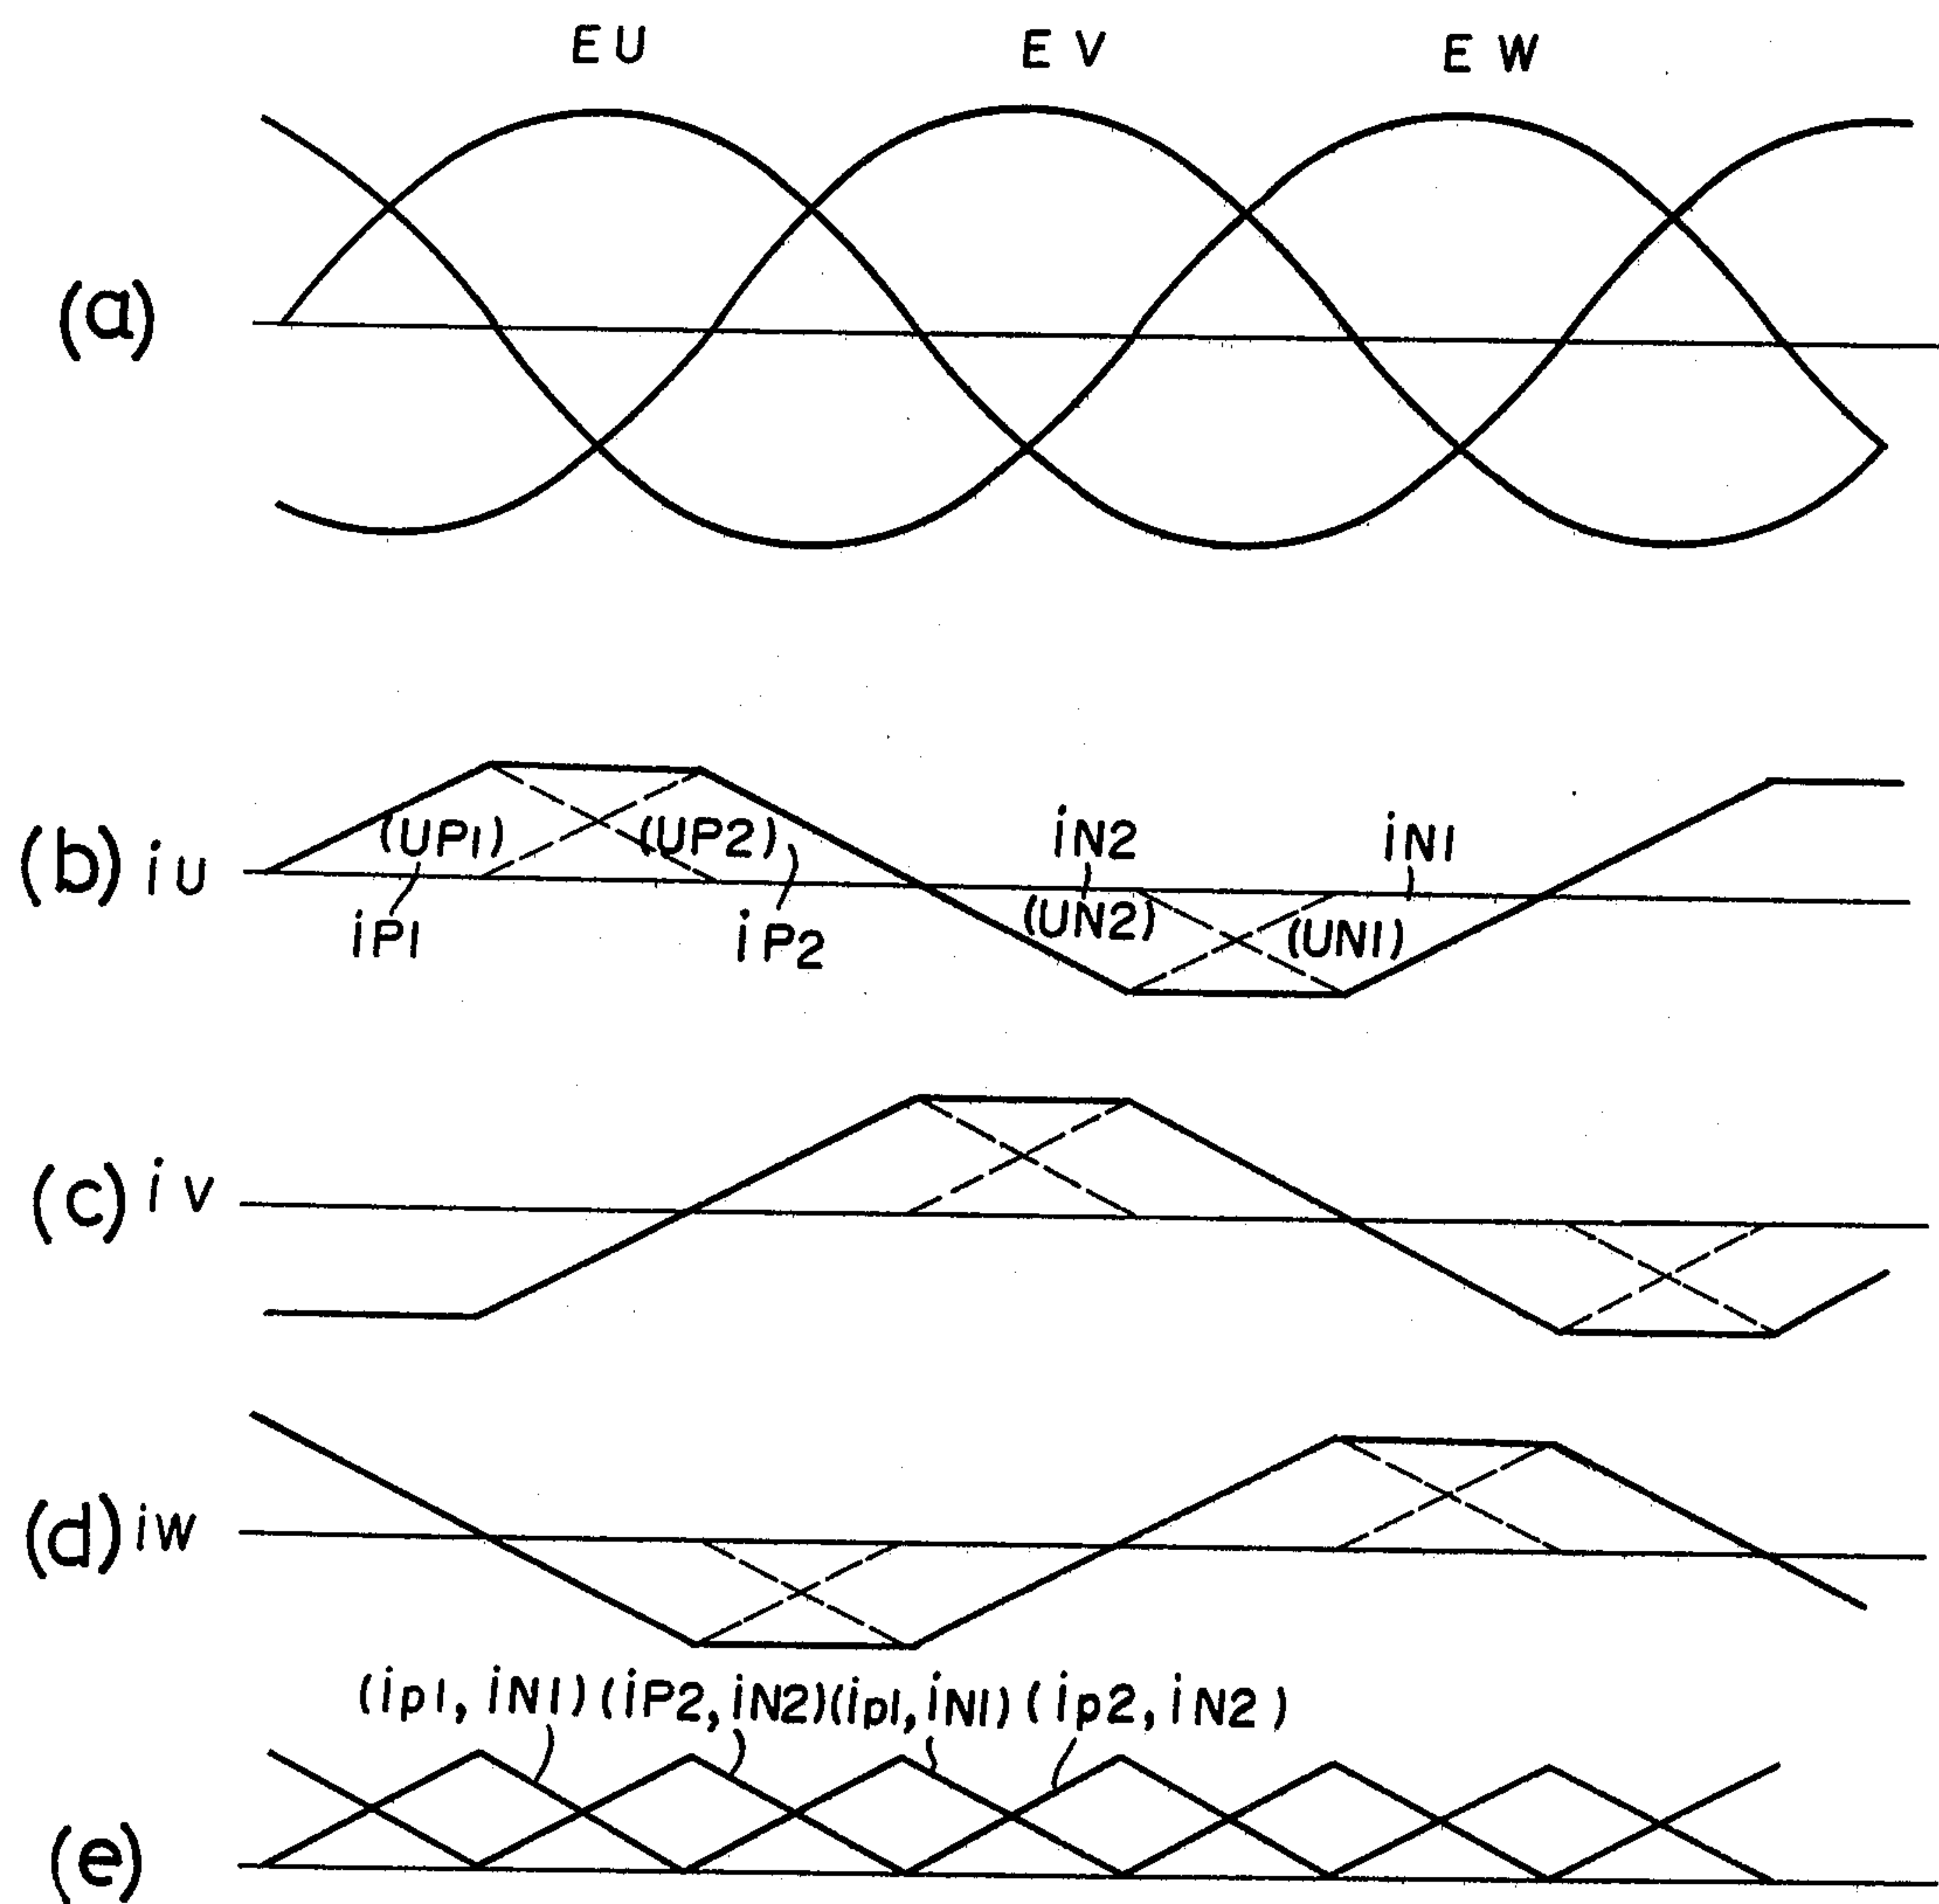 EU EV EW
(a)
(b) iU
(UP1) (UP2) iN2 iN1
(UN2) (UN1)
iP1 iP2
(c) iV
(d) iW
(ip1, iN1) (iP2, iN2) (ip1, iN1) (ip2, iN2)
(e)